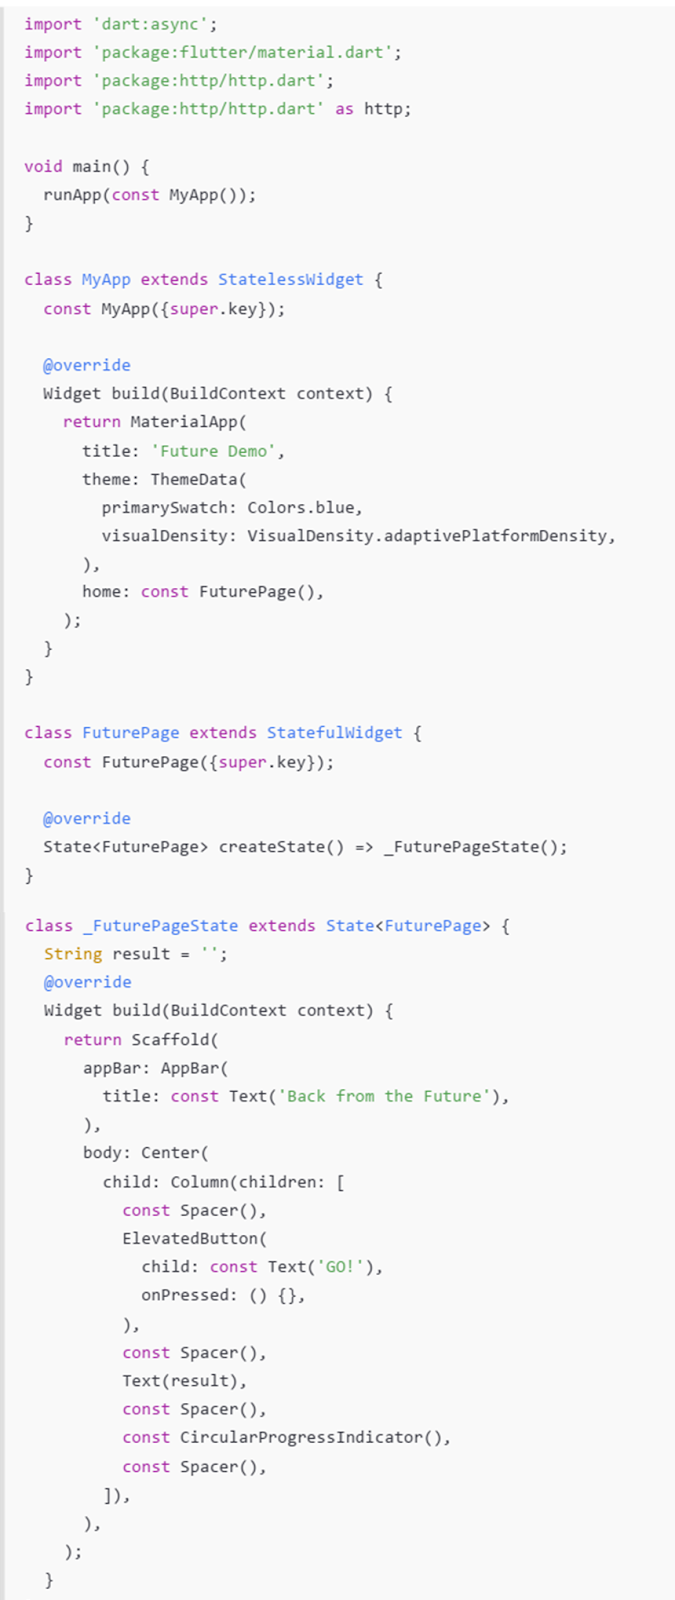 import 'dart:async';
import 'package:flutter/material.dart';
import 'package:http/http.dart';
import 'package:http/http.dart' as http;

void main() {
  runApp(const MyApp());
}

class MyApp extends StatelessWidget {
  const MyApp({super.key});

  @override
  Widget build(BuildContext context) {
    return MaterialApp(
      title: 'Future Demo',
      theme: ThemeData(
        primarySwatch: Colors.blue,
        visualDensity: VisualDensity.adaptivePlatformDensity,
      ),
      home: const FuturePage(),
    );
  }
}

class FuturePage extends StatefulWidget {
  const FuturePage({super.key});

  @override
  State<FuturePage> createState() => _FuturePageState();
}

class _FuturePageState extends State<FuturePage> {
  String result = '';
  @override
  Widget build(BuildContext context) {
    return Scaffold(
      appBar: AppBar(
        title: const Text('Back from the Future'),
      ),
      body: Center(
        child: Column(children: [
          const Spacer(),
          ElevatedButton(
            child: const Text('GO!'),
            onPressed: () {},
          ),
          const Spacer(),
          Text(result),
          const Spacer(),
          const CircularProgressIndicator(),
          const Spacer(),
        ]),
      ),
    );
  }